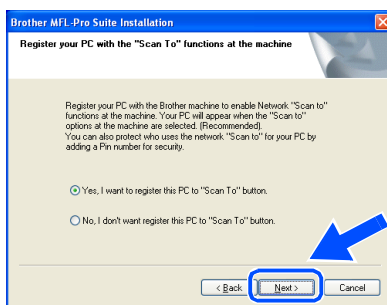 Brother MFL-Pro Suite Installation
Register your PC with the "Scan To" functions at the machine
Register your PC with the Brother machine to enable Network "Scan to"
functions at the machine. Your PC will appear when the "Scan to"
options at the machine are selected. (Recommended).
You can also protect who uses the network "Scan to" for your PC by
adding a Pin number for security.
Yes, I want to register this PC to "Scan To" button.
No, I don't want register this PC to "Scan To" button.
< Back Next > Cancel